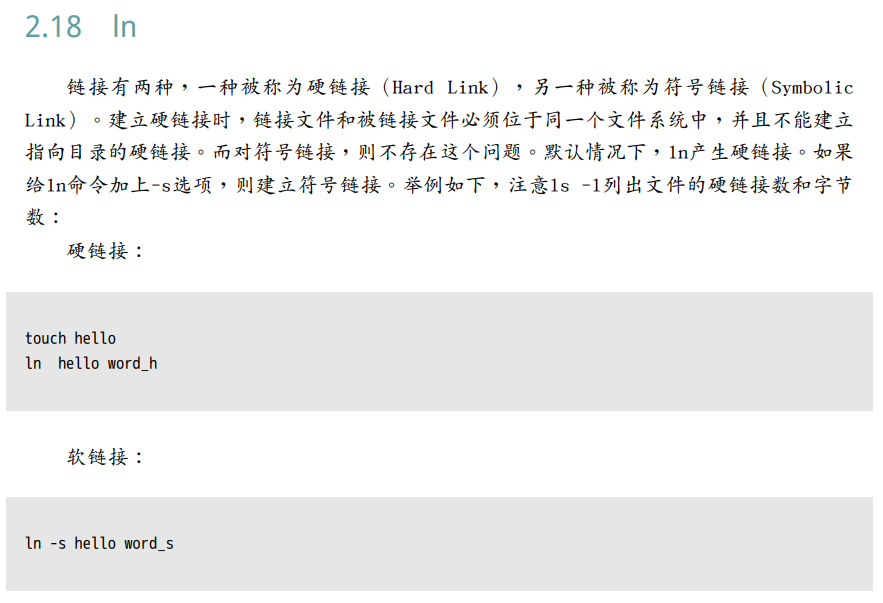 2.18 ln
链接有两种，一种被称为硬链接（Hard Link），另一种被称为符号链接（Symbolic
Link）。建立硬链接时，链接文件和被链接文件必须位于同一个文件系统中，并且不能建立
指向目录的硬链接。而对符号链接，则不存在这个问题。默认情况下，ln产生硬链接。如果
给ln命令加上-s选项，则建立符号链接。举例如下，注意ls -l列出文件的硬链接数和字节
数：
硬链接：
touch hello
ln  hello word_h
软链接：
ln -s hello word_s